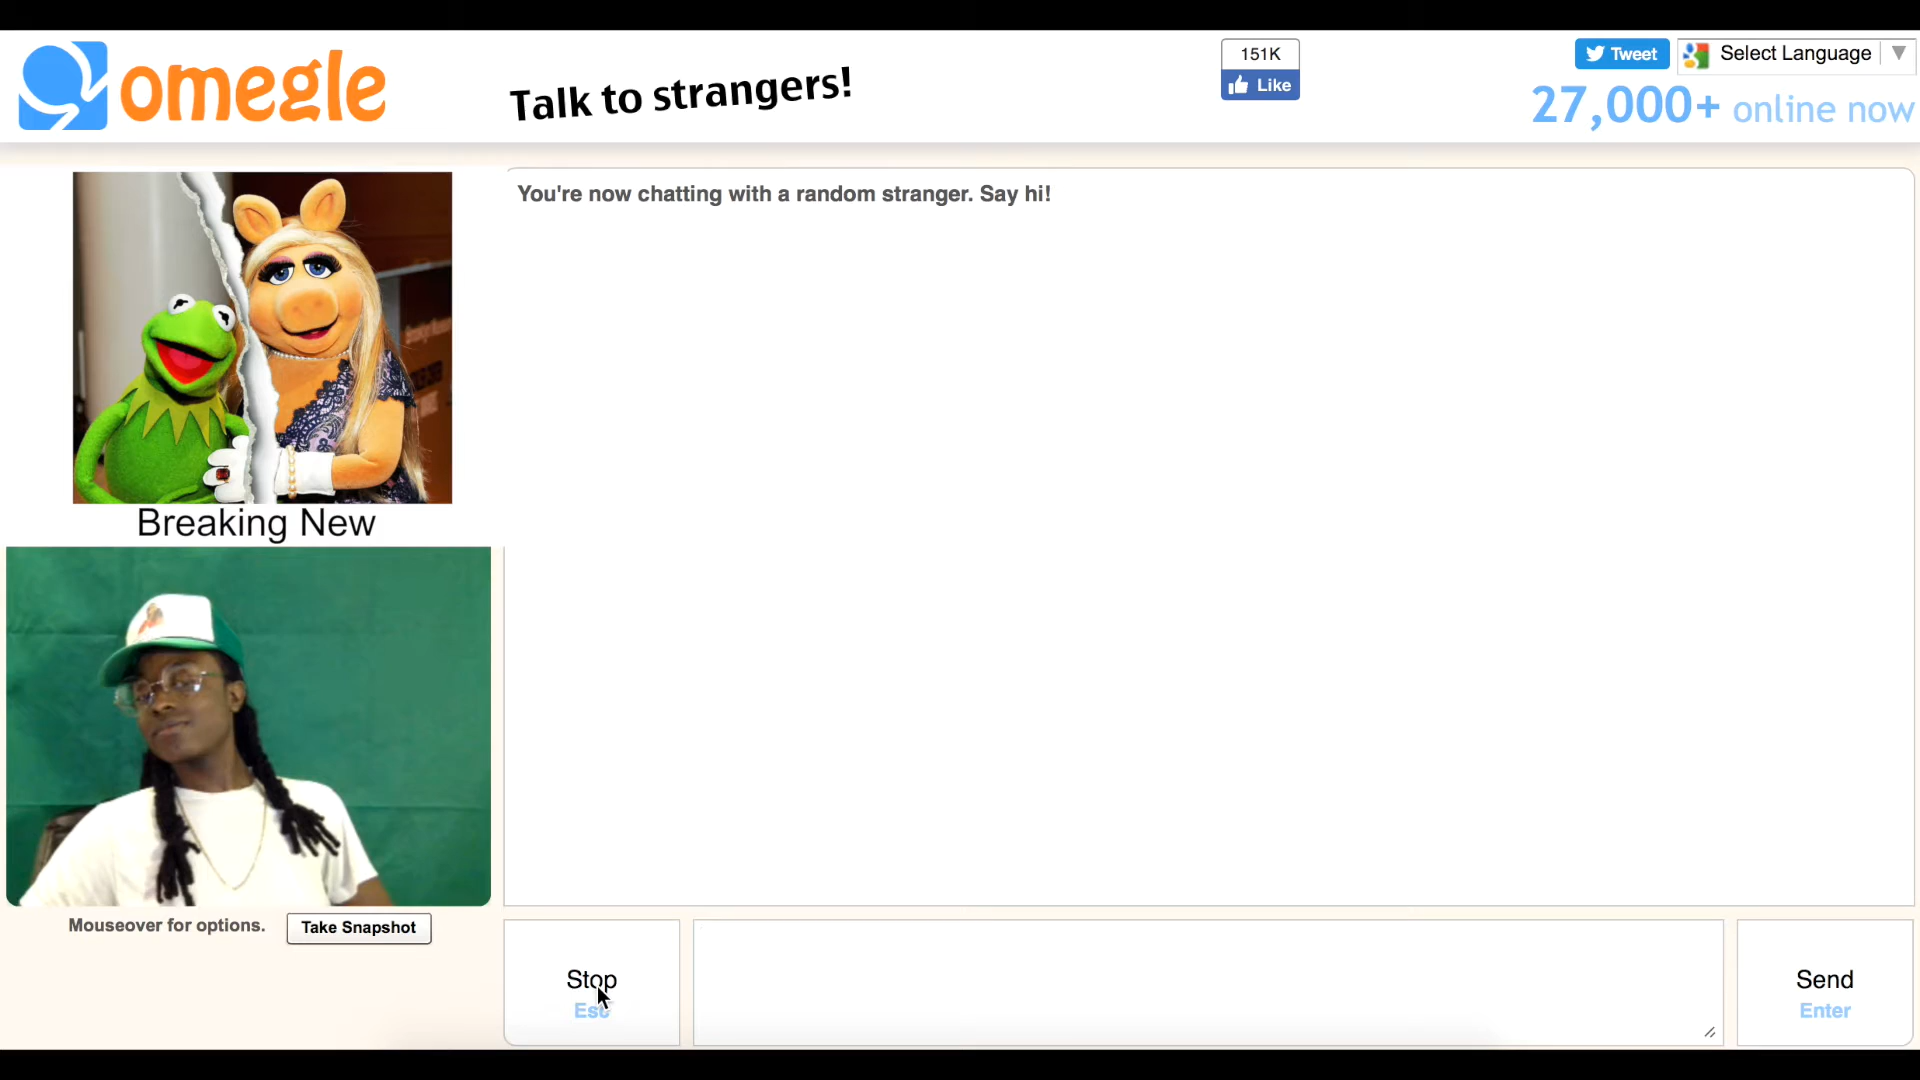 omegle
Talk to strangers!
151K
Like
Tweet
Select Language
27,000+ online now
You're now chatting with a random stranger. Say hi!
Breaking New
Mouseover for options.
Take Snapshot
Stop
Esc
Send
Enter